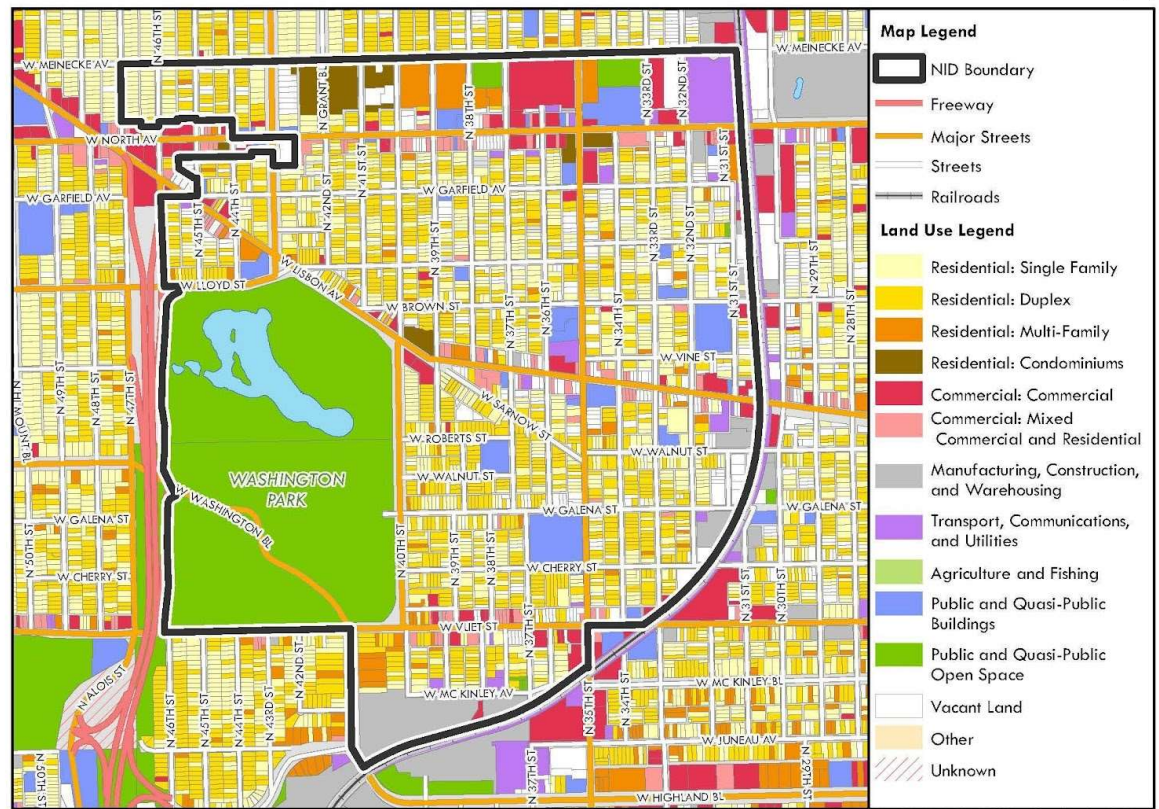 W MEINECKE AV
N 46TH ST
W MEINECKE AV
N GRANT BL
N 38TH ST
N 33RD ST
N 32ND ST
W NORTH AV
N 42ND ST
N 41ST ST
N 31ST ST
W GARFIELD AV
W GARFIELD AV
N 45TH ST
N 44TH ST
N 39TH ST
N 33RD ST
N 32ND ST
W LISBON AV
W LLOYD ST
N 31ST ST
N 29TH ST
W BROWN ST
N 37TH ST
N 36TH ST
N 34TH ST
N 28TH ST
W VINE ST
N 49TH ST
N 48TH ST
N 47TH ST
W SARNOW ST
W ROBERTS ST
W WALNUT ST
W WALNUT ST
WASHINGTON
PARK
W WASHINGTON BL
W GALENA ST
W GALENA ST
W GALENA ST
N 50TH ST
W CHERRY ST
N 40TH ST
N 39TH ST
N 38TH ST
W CHERRY ST
N 31ST ST
N 30TH ST
W VLIET ST
N 37TH ST
N 42ND ST
N ALOIS ST
W MC KINLEY AV
W MC KINLEY BL
N 46TH ST
N 45TH ST
N 44TH ST
N 43RD ST
N 35TH ST
N 34TH ST
W JUNEAU AV
N 50TH ST
N 37TH ST
N 29TH ST
W HIGHLAND BL
Map Legend
NID Boundary
Freeway
Major Streets
Streets
Railroads
Land Use Legend
Residential: Single Family
Residential: Duplex
Residential: Multi-Family
Residential: Condominiums
Commercial: Commercial
Commercial: Mixed
Commercial and Residential
Manufacturing, Construction,
and Warehousing
Transport, Communications,
and Utilities
Agriculture and Fishing
Public and Quasi-Public
Buildings
Public and Quasi-Public
Open Space
Vacant Land
Other
Unknown